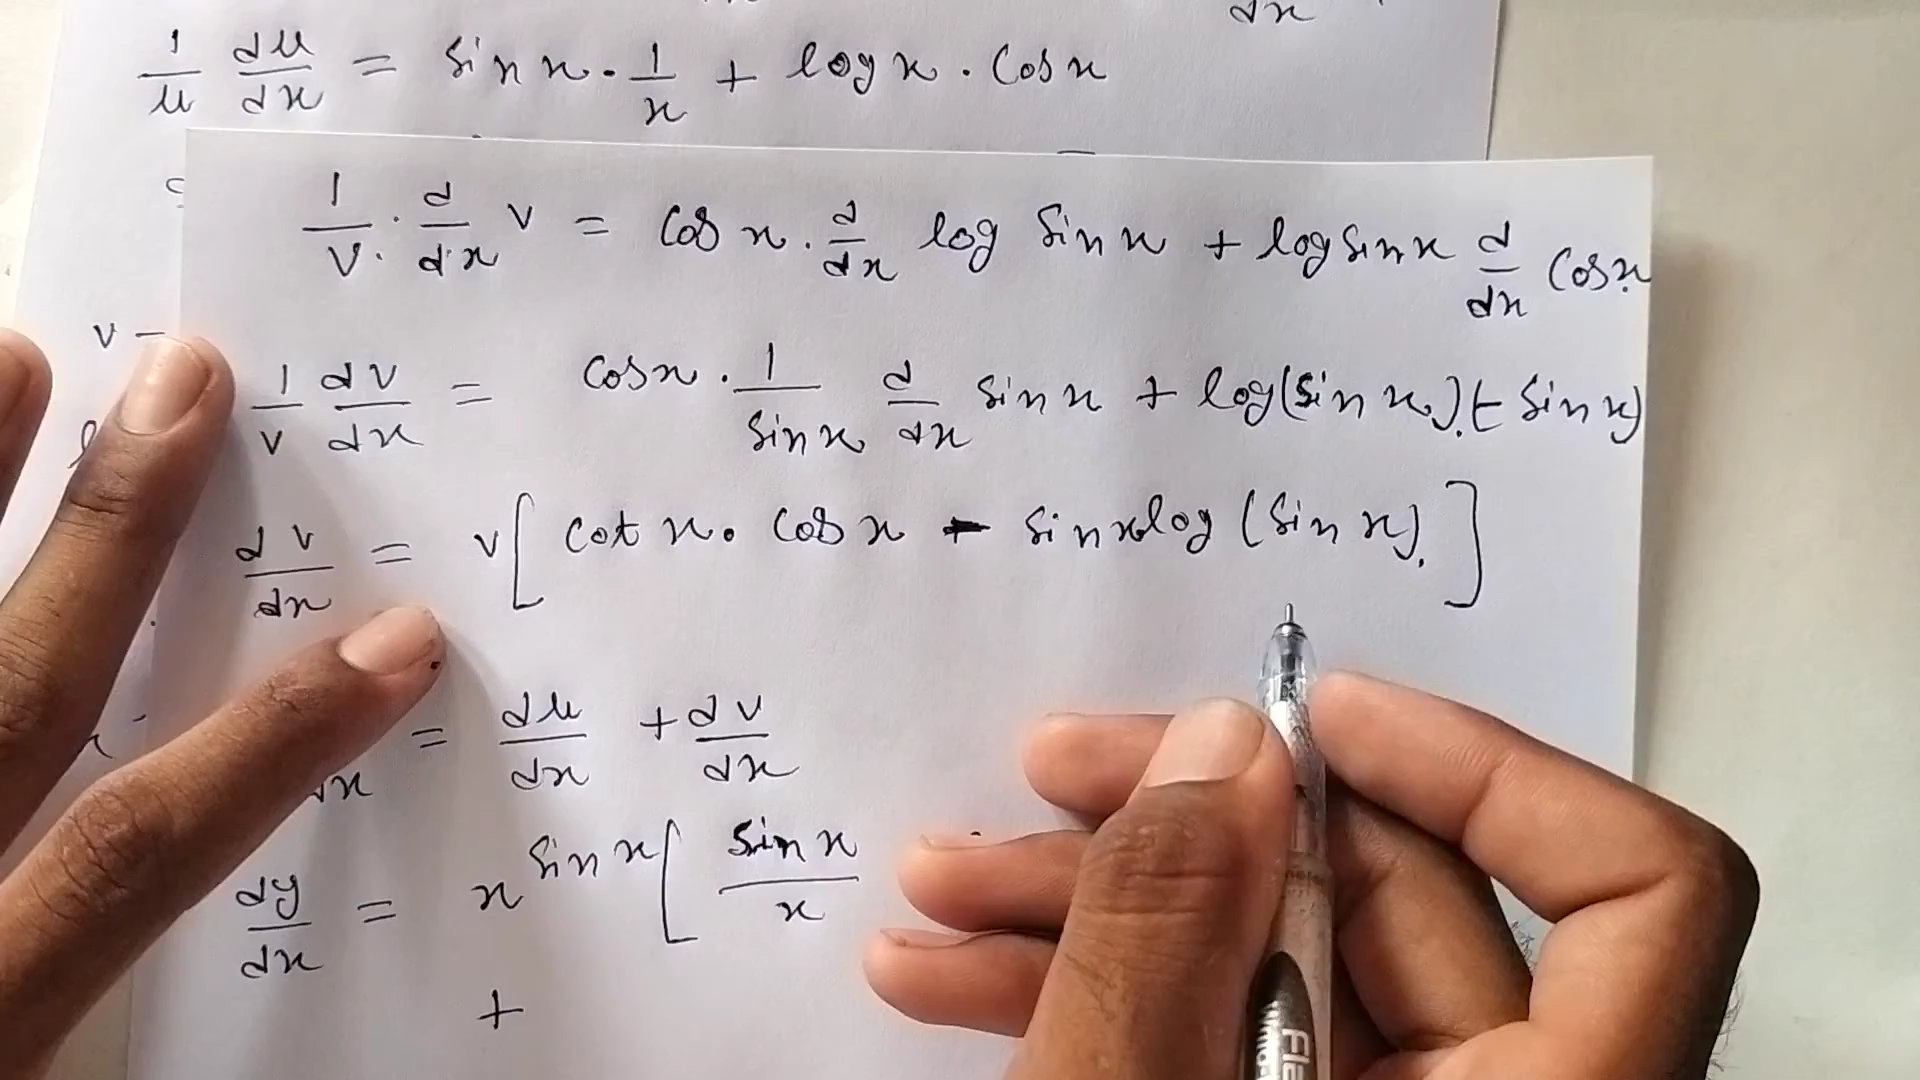 dx
1/u du/dx = sin x . 1/x + log x . Cos x
1/v . d/dx v = Cos x . d/dx log Sin x + log sin x d/dx Cos x
v =
1/v dv/dx = cos x . 1/sin x d/dx sin x + log(sin x).(- sin x)
dv/dx = v[cot x . cos x - sin x log (sin x).]
dx = du/dx + dv/dx
dy/dx = x^sin x [sin x/x
+